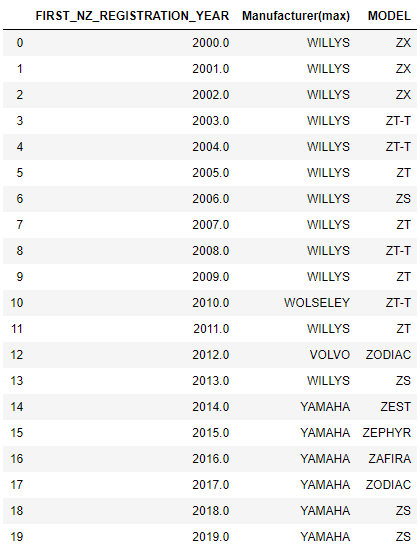 FIRST_NZ_REGISTRATION_YEAR Manufacturer(max) MODEL
0 2000.0 WILLYS ZX
1 2001.0 WILLYS ZX
2 2002.0 WILLYS ZX
3 2003.0 WILLYS ZT-T
4 2004.0 WILLYS ZT-T
5 2005.0 WILLYS ZT
6 2006.0 WILLYS ZS
7 2007.0 WILLYS ZT
8 2008.0 WILLYS ZT-T
9 2009.0 WILLYS ZT
10 2010.0 WOLSELEY ZT-T
11 2011.0 WILLYS ZT
12 2012.0 VOLVO ZODIAC
13 2013.0 WILLYS ZS
14 2014.0 YAMAHA ZEST
15 2015.0 YAMAHA ZEPHYR
16 2016.0 YAMAHA ZAFIRA
17 2017.0 YAMAHA ZODIAC
18 2018.0 YAMAHA ZS
19 2019.0 YAMAHA ZS